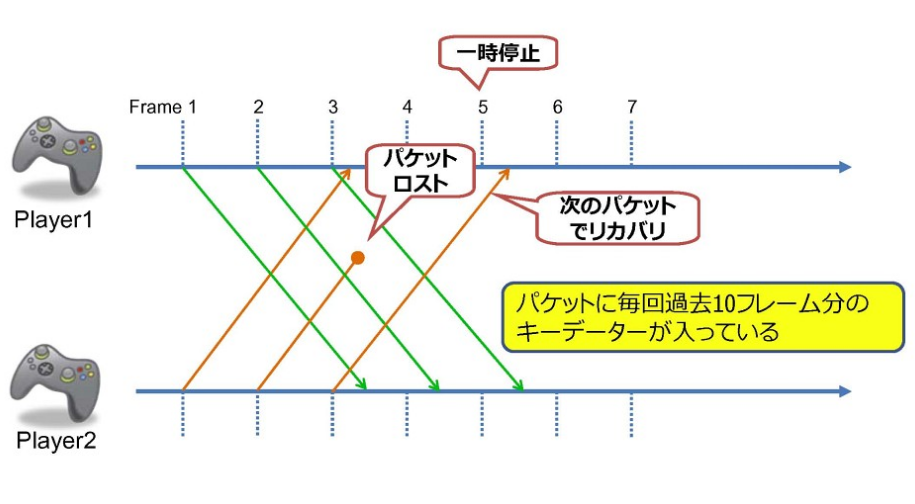 一時停止
Frame 1 2 3 4 5 6 7
パケット
ロスト
Player1
次のパケット
でリカバリ
パケットに毎回過去10フレーム分の
キーデーターが入っている
Player2